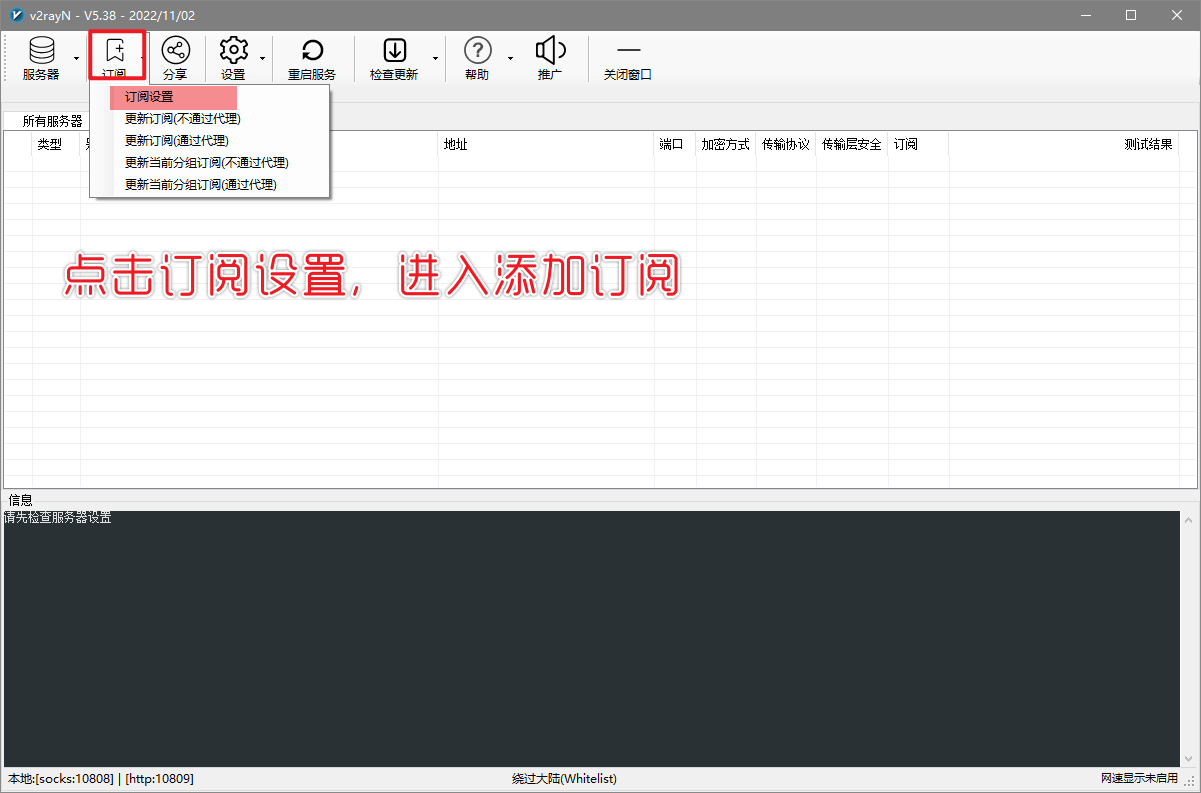 v2rayN - V5.38 - 2022/11/02
服务器
订阅
分享
设置
重启服务
检查更新
帮助
推广
关闭窗口
订阅设置
更新订阅(不通过代理)
更新订阅(通过代理)
更新当前分组订阅(不通过代理)
更新当前分组订阅(通过代理)
所有服务器
类型 地址 端口 加密方式 传输协议 传输层安全 订阅 测试结果
点击订阅设置,进入添加订阅
信息
请先检查服务器设置
本地:[socks:10808] | [http:10809] 绕过大陆(Whitelist) 网速显示未启用